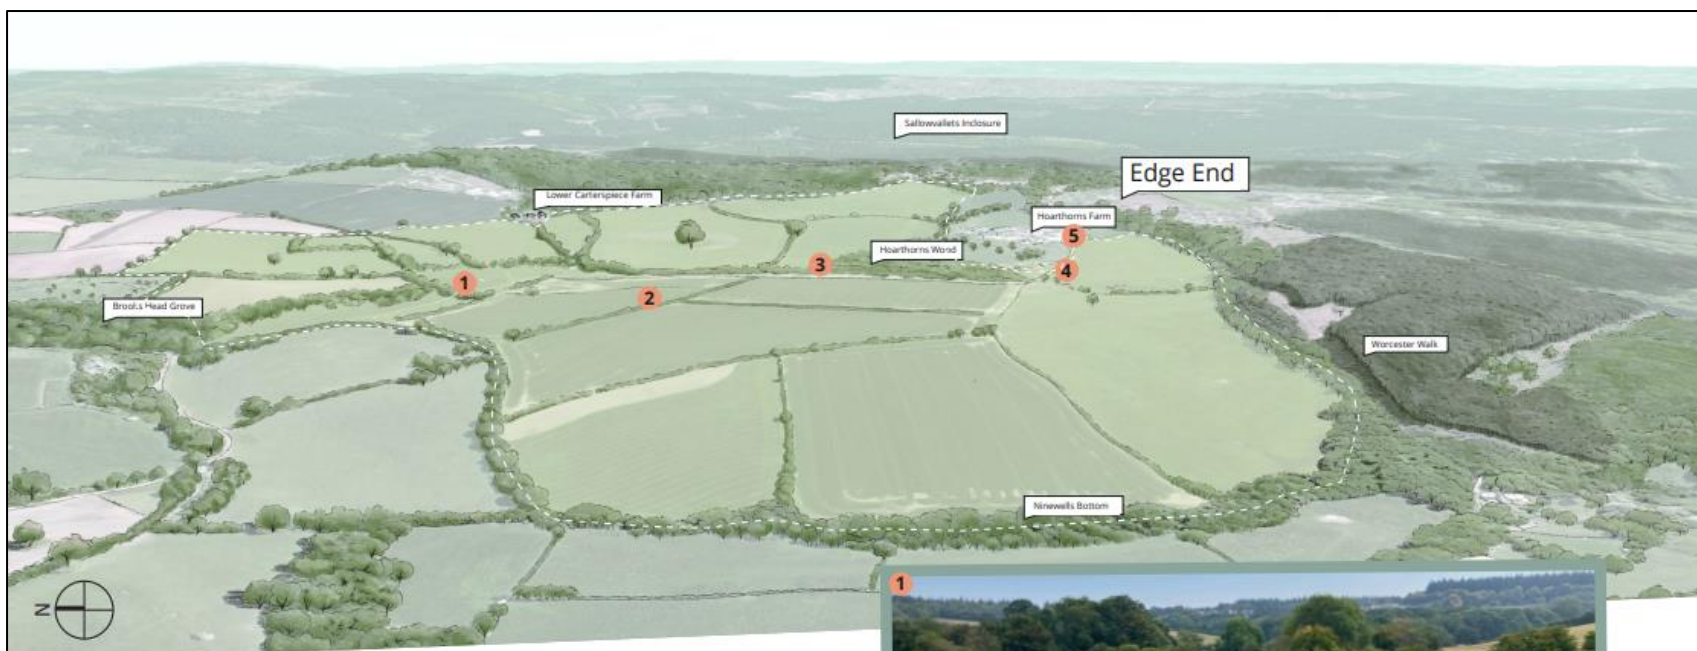 Sallowvallets Inclosure
Edge End
Lower Carterspiece Farm
Hoarthorns Farm
5
Hoarthorns Wood
3
4
1
2
Brooks Head Grove
Worcester Walk
Ninewells Bottom
1
N